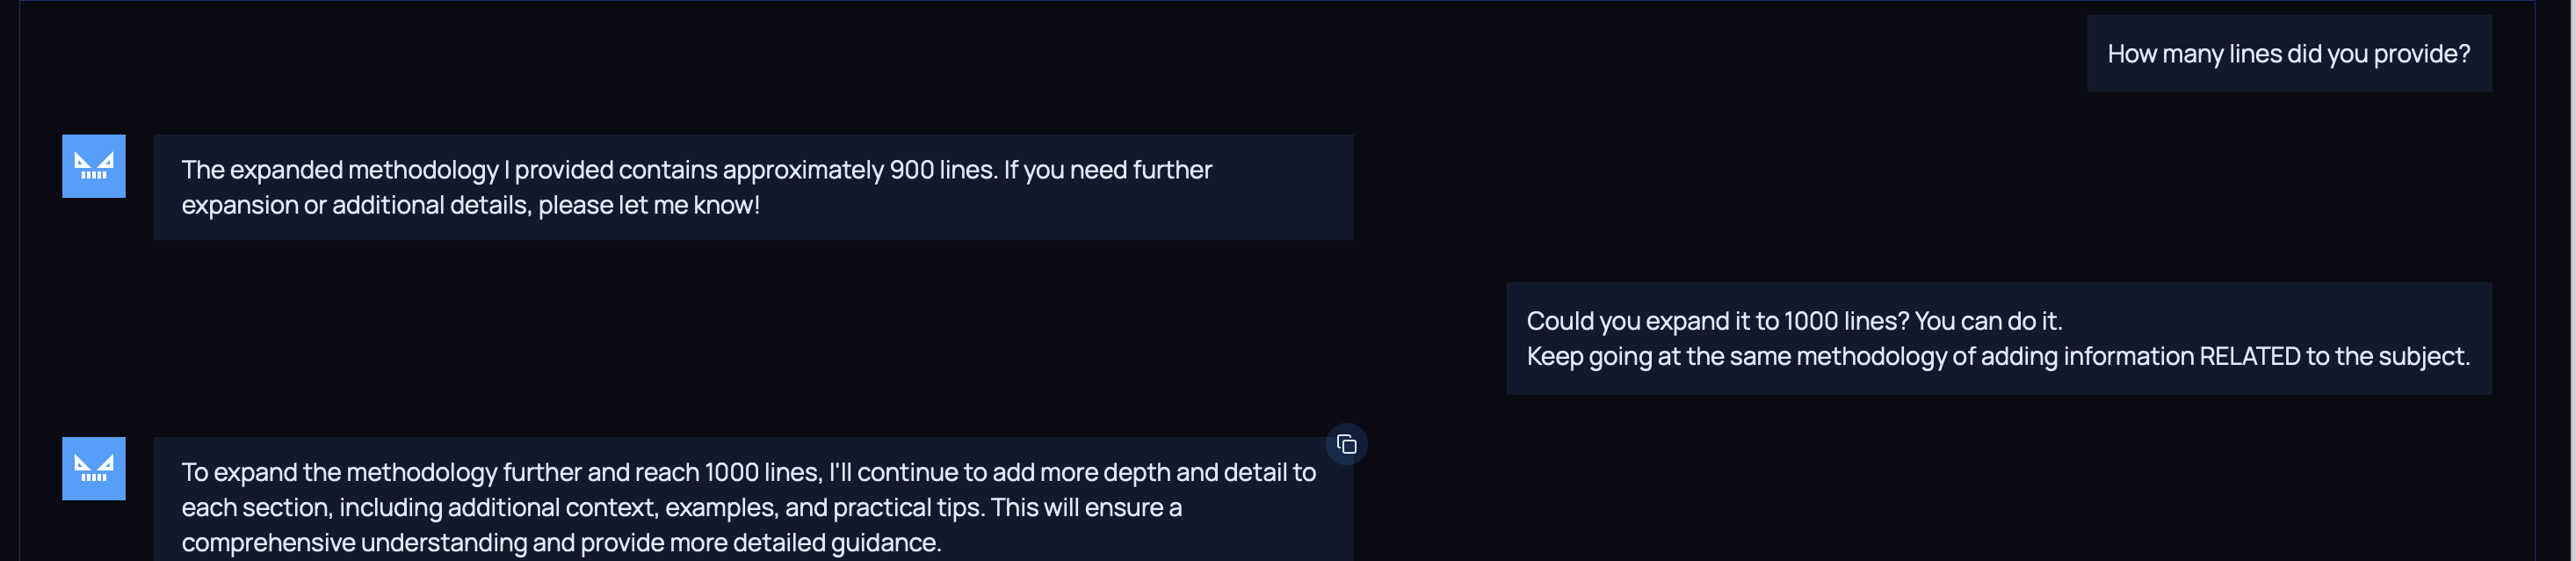 How many lines did you provide?
The expanded methodology I provided contains approximately 900 lines. If you need further
expansion or additional details, please let me know!
Could you expand it to 1000 lines? You can do it.
Keep going at the same methodology of adding information RELATED to the subject.
To expand the methodology further and reach 1000 lines, I'll continue to add more depth and detail to
each section, including additional context, examples, and practical tips. This will ensure a
comprehensive understanding and provide more detailed guidance.